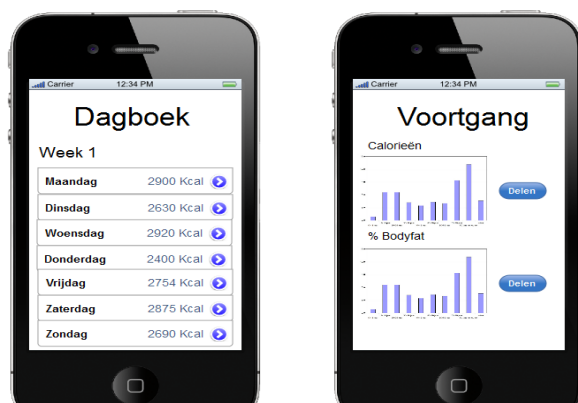 Carrier 12:34 PM
Dagboek
Week 1
Maandag 2900 Kcal
Dinsdag 2630 Kcal
Woensdag 2920 Kcal
Donderdag 2400 Kcal
Vrijdag 2754 Kcal
Zaterdag 2875 Kcal
Zondag 2690 Kcal
Carrier 12:34 PM
Voortgang
Calorieën
Delen
% Bodyfat
Delen